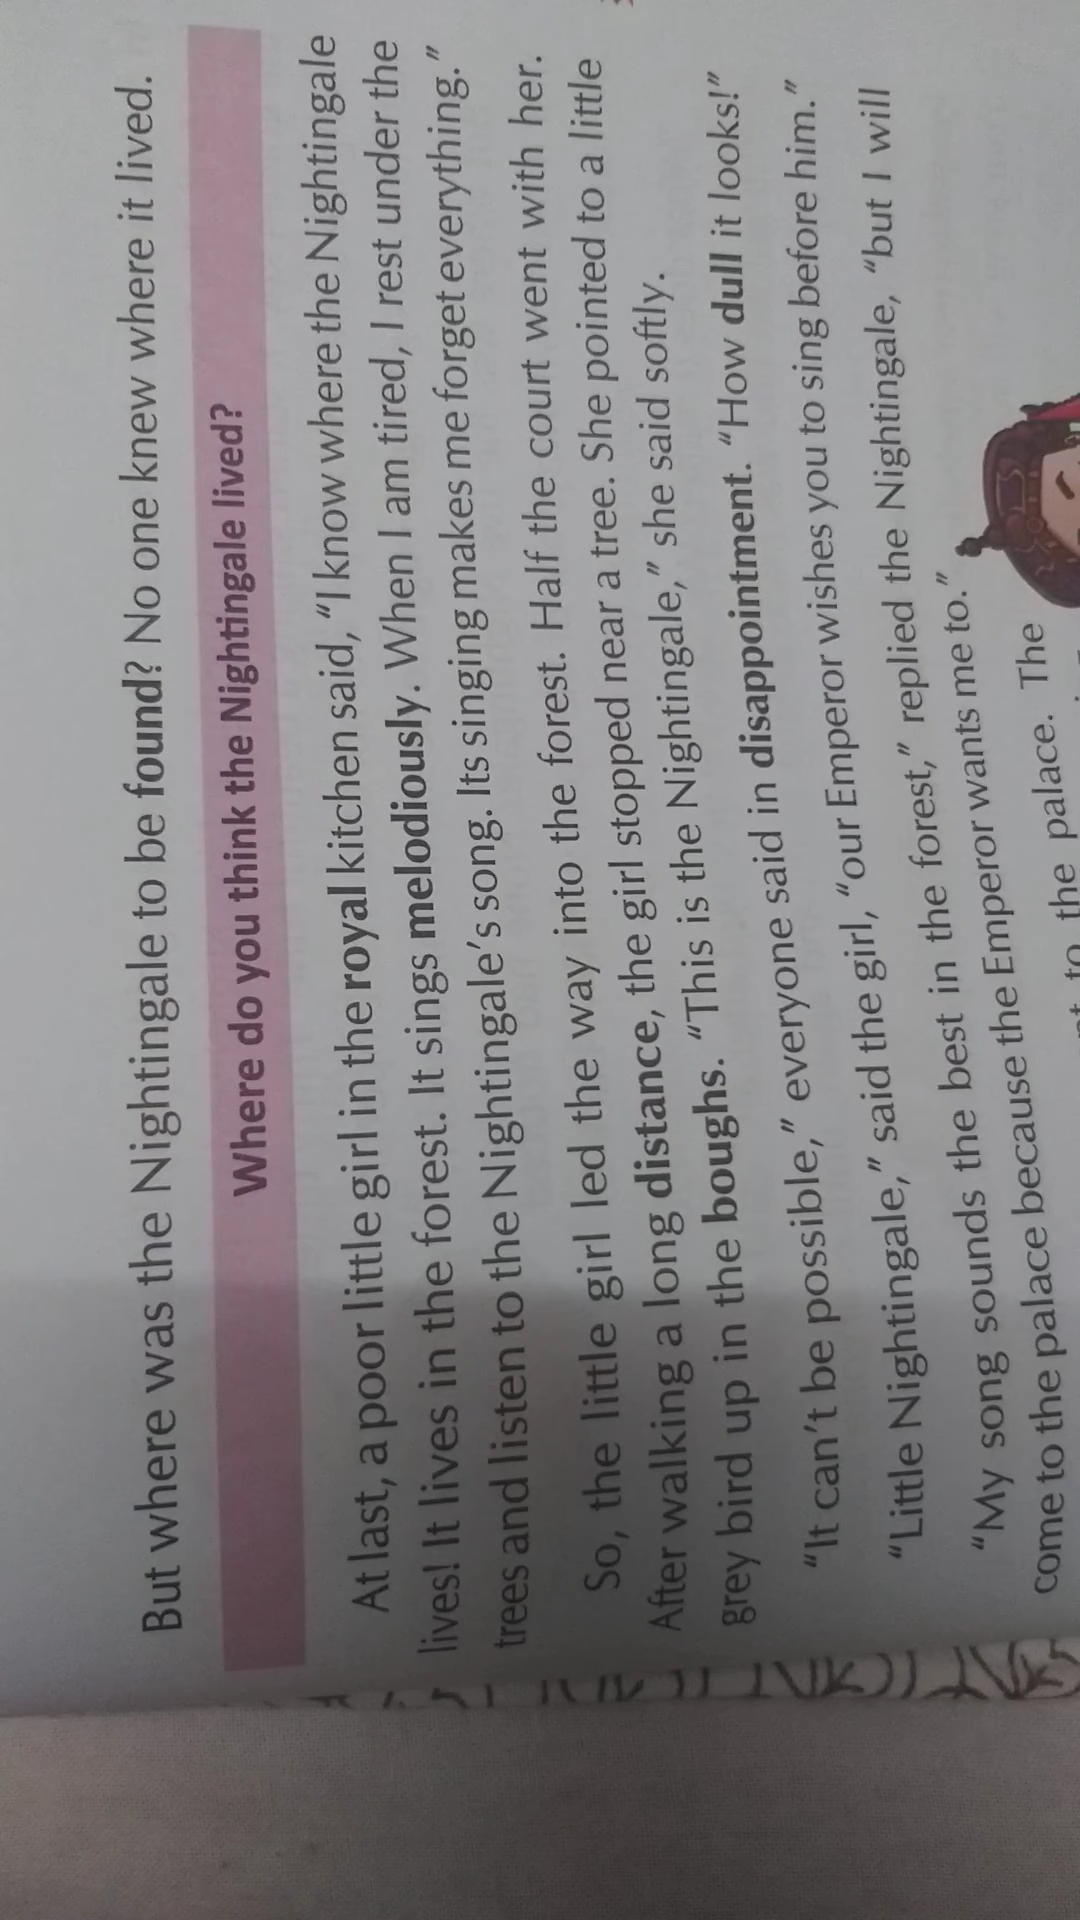 But where was the Nightingale to be found? No one knew where it lived.
Where do you think the Nightingale lived?
At last, a poor little girl in the royal kitchen said, “I know where the Nightingale
lives! It lives in the forest. It sings melodiously. When I am tired, I rest under the
trees and listen to the Nightingale’s song. Its singing makes me forget everything.”
So, the little girl led the way into the forest. Half the court went with her.
After walking a long distance, the girl stopped near a tree. She pointed to a little
grey bird up in the boughs. “This is the Nightingale,” she said softly.
“It can’t be possible,” everyone said in disappointment. “How dull it looks!”
“Little Nightingale,” said the girl, “our Emperor wishes you to sing before him.”
“My song sounds the best in the forest,” replied the Nightingale, “but I will
come to the palace because the Emperor wants me to.”
to the palace. The